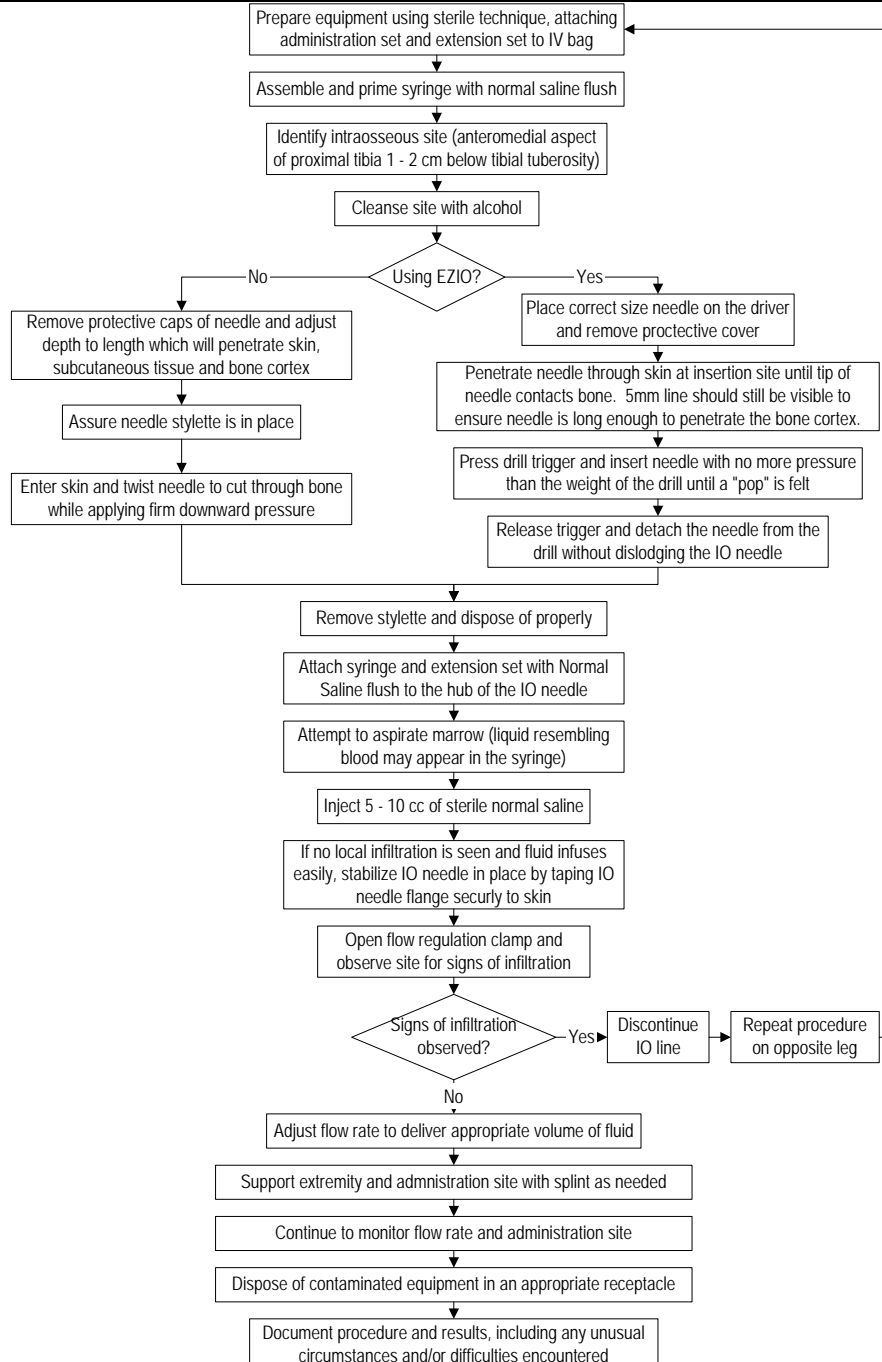 Prepare equipment using sterile technique, attaching
administration set and extension set to IV bag
Assemble and prime syringe with normal saline flush
Identify intraosseous site (anteromedial aspect
of proximal tibia 1 - 2 cm below tibial tuberosity)
Cleanse site with alcohol
Using EZIO?
No
Yes
Remove protective caps of needle and adjust
depth to length which will penetrate skin,
subcutaneous tissue and bone cortex
Assure needle stylette is in place
Enter skin and twist needle to cut through bone
while applying firm downward pressure
Place correct size needle on the driver
and remove proctective cover
Penetrate needle through skin at insertion site until tip of
needle contacts bone. 5mm line should still be visible to
ensure needle is long enough to penetrate the bone cortex.
Press drill trigger and insert needle with no more pressure
than the weight of the drill until a "pop" is felt
Release trigger and detach the needle from the
drill without dislodging the IO needle
Remove stylette and dispose of properly
Attach syringe and extension set with Normal
Saline flush to the hub of the IO needle
Attempt to aspirate marrow (liquid resembling
blood may appear in the syringe)
Inject 5 - 10 cc of sterile normal saline
If no local infiltration is seen and fluid infuses
easily, stabilize IO needle in place by taping IO
needle flange securly to skin
Open flow regulation clamp and
observe site for signs of infiltration
Signs of infiltration
observed?
Yes
Discontinue
IO line
Repeat procedure
on opposite leg
No
Adjust flow rate to deliver appropriate volume of fluid
Support extremity and admnistration site with splint as needed
Continue to monitor flow rate and administration site
Dispose of contaminated equipment in an appropriate receptacle
Document procedure and results, including any unusual
circumstances and/or difficulties encountered